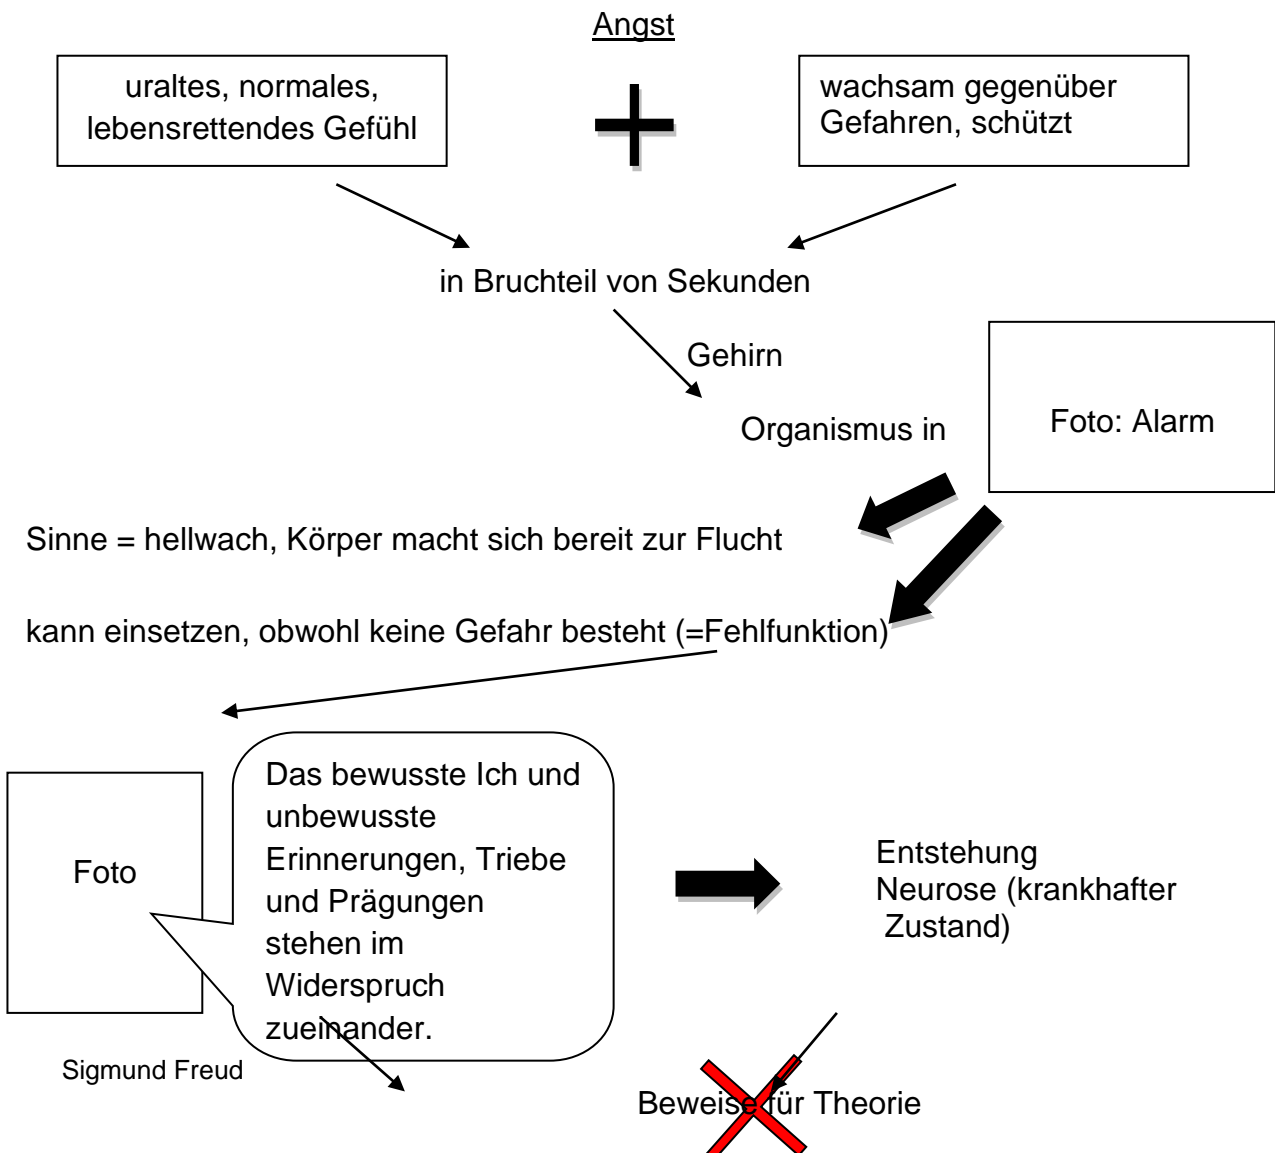 Angst
uraltes, normales,
lebensrettendes Gefühl
wachsam gegenüber
Gefahren, schützt
in Bruchteil von Sekunden
Gehirn
Organismus in
Foto: Alarm
Sinne = hellwach, Körper macht sich bereit zur Flucht
kann einsetzen, obwohl keine Gefahr besteht (=Fehlfunktion)
Foto
Das bewusste Ich und
unbewusste
Erinnerungen, Triebe
und Prägungen
stehen im
Widerspruch
zueinander.
Entstehung
Neurose (krankhafter
Zustand)
Sigmund Freud
Beweise für Theorie